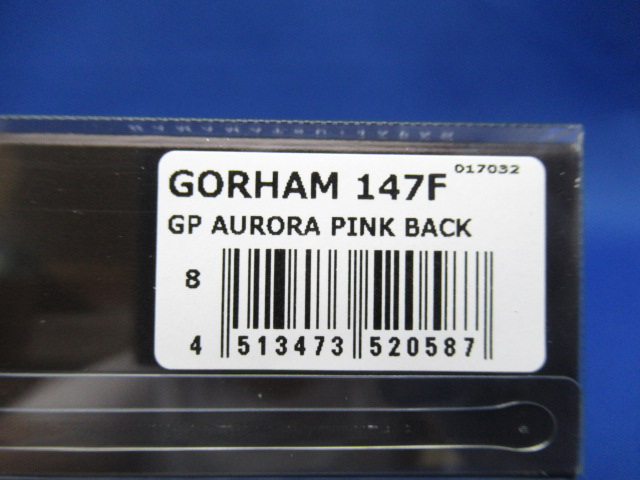 017032
GORHAM 147F
GP AURORA PINK BACK
8
4 513473 520587